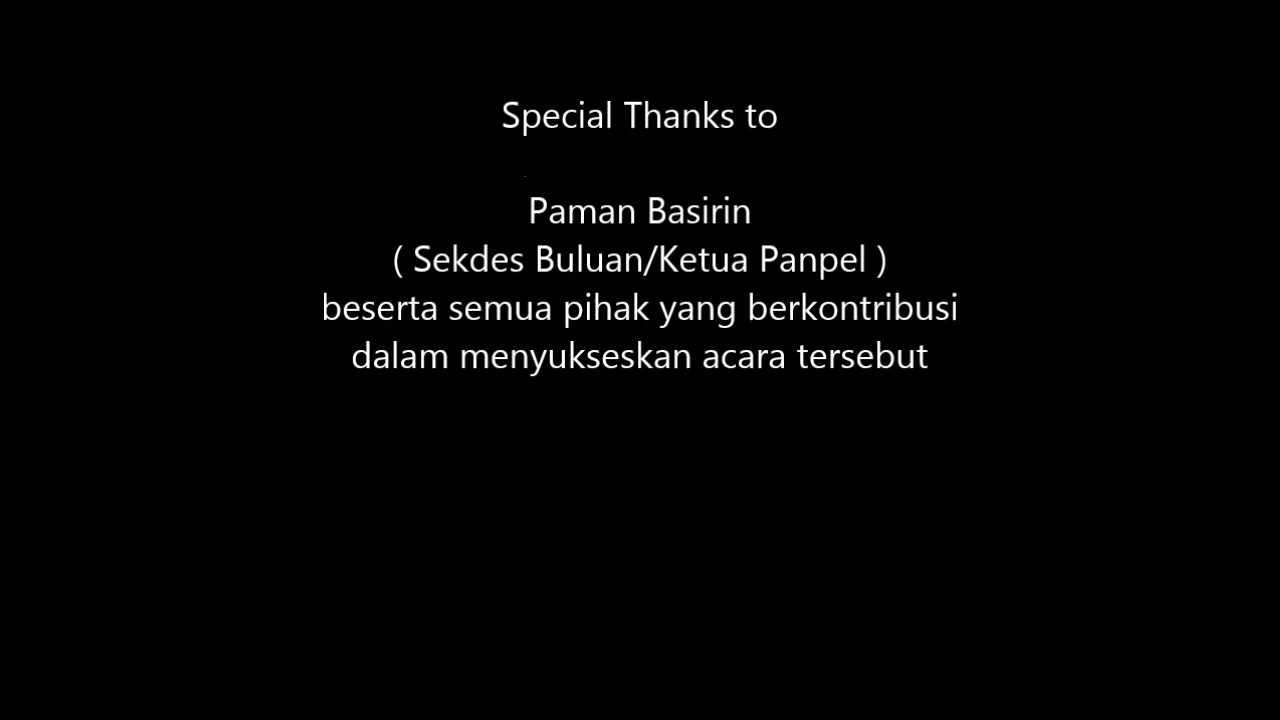 Special Thanks to
Paman Basirin
( Sekdes Buluan/Ketua Panpel )
beserta semua pihak yang berkontribusi
dalam menyukseskan acara tersebut